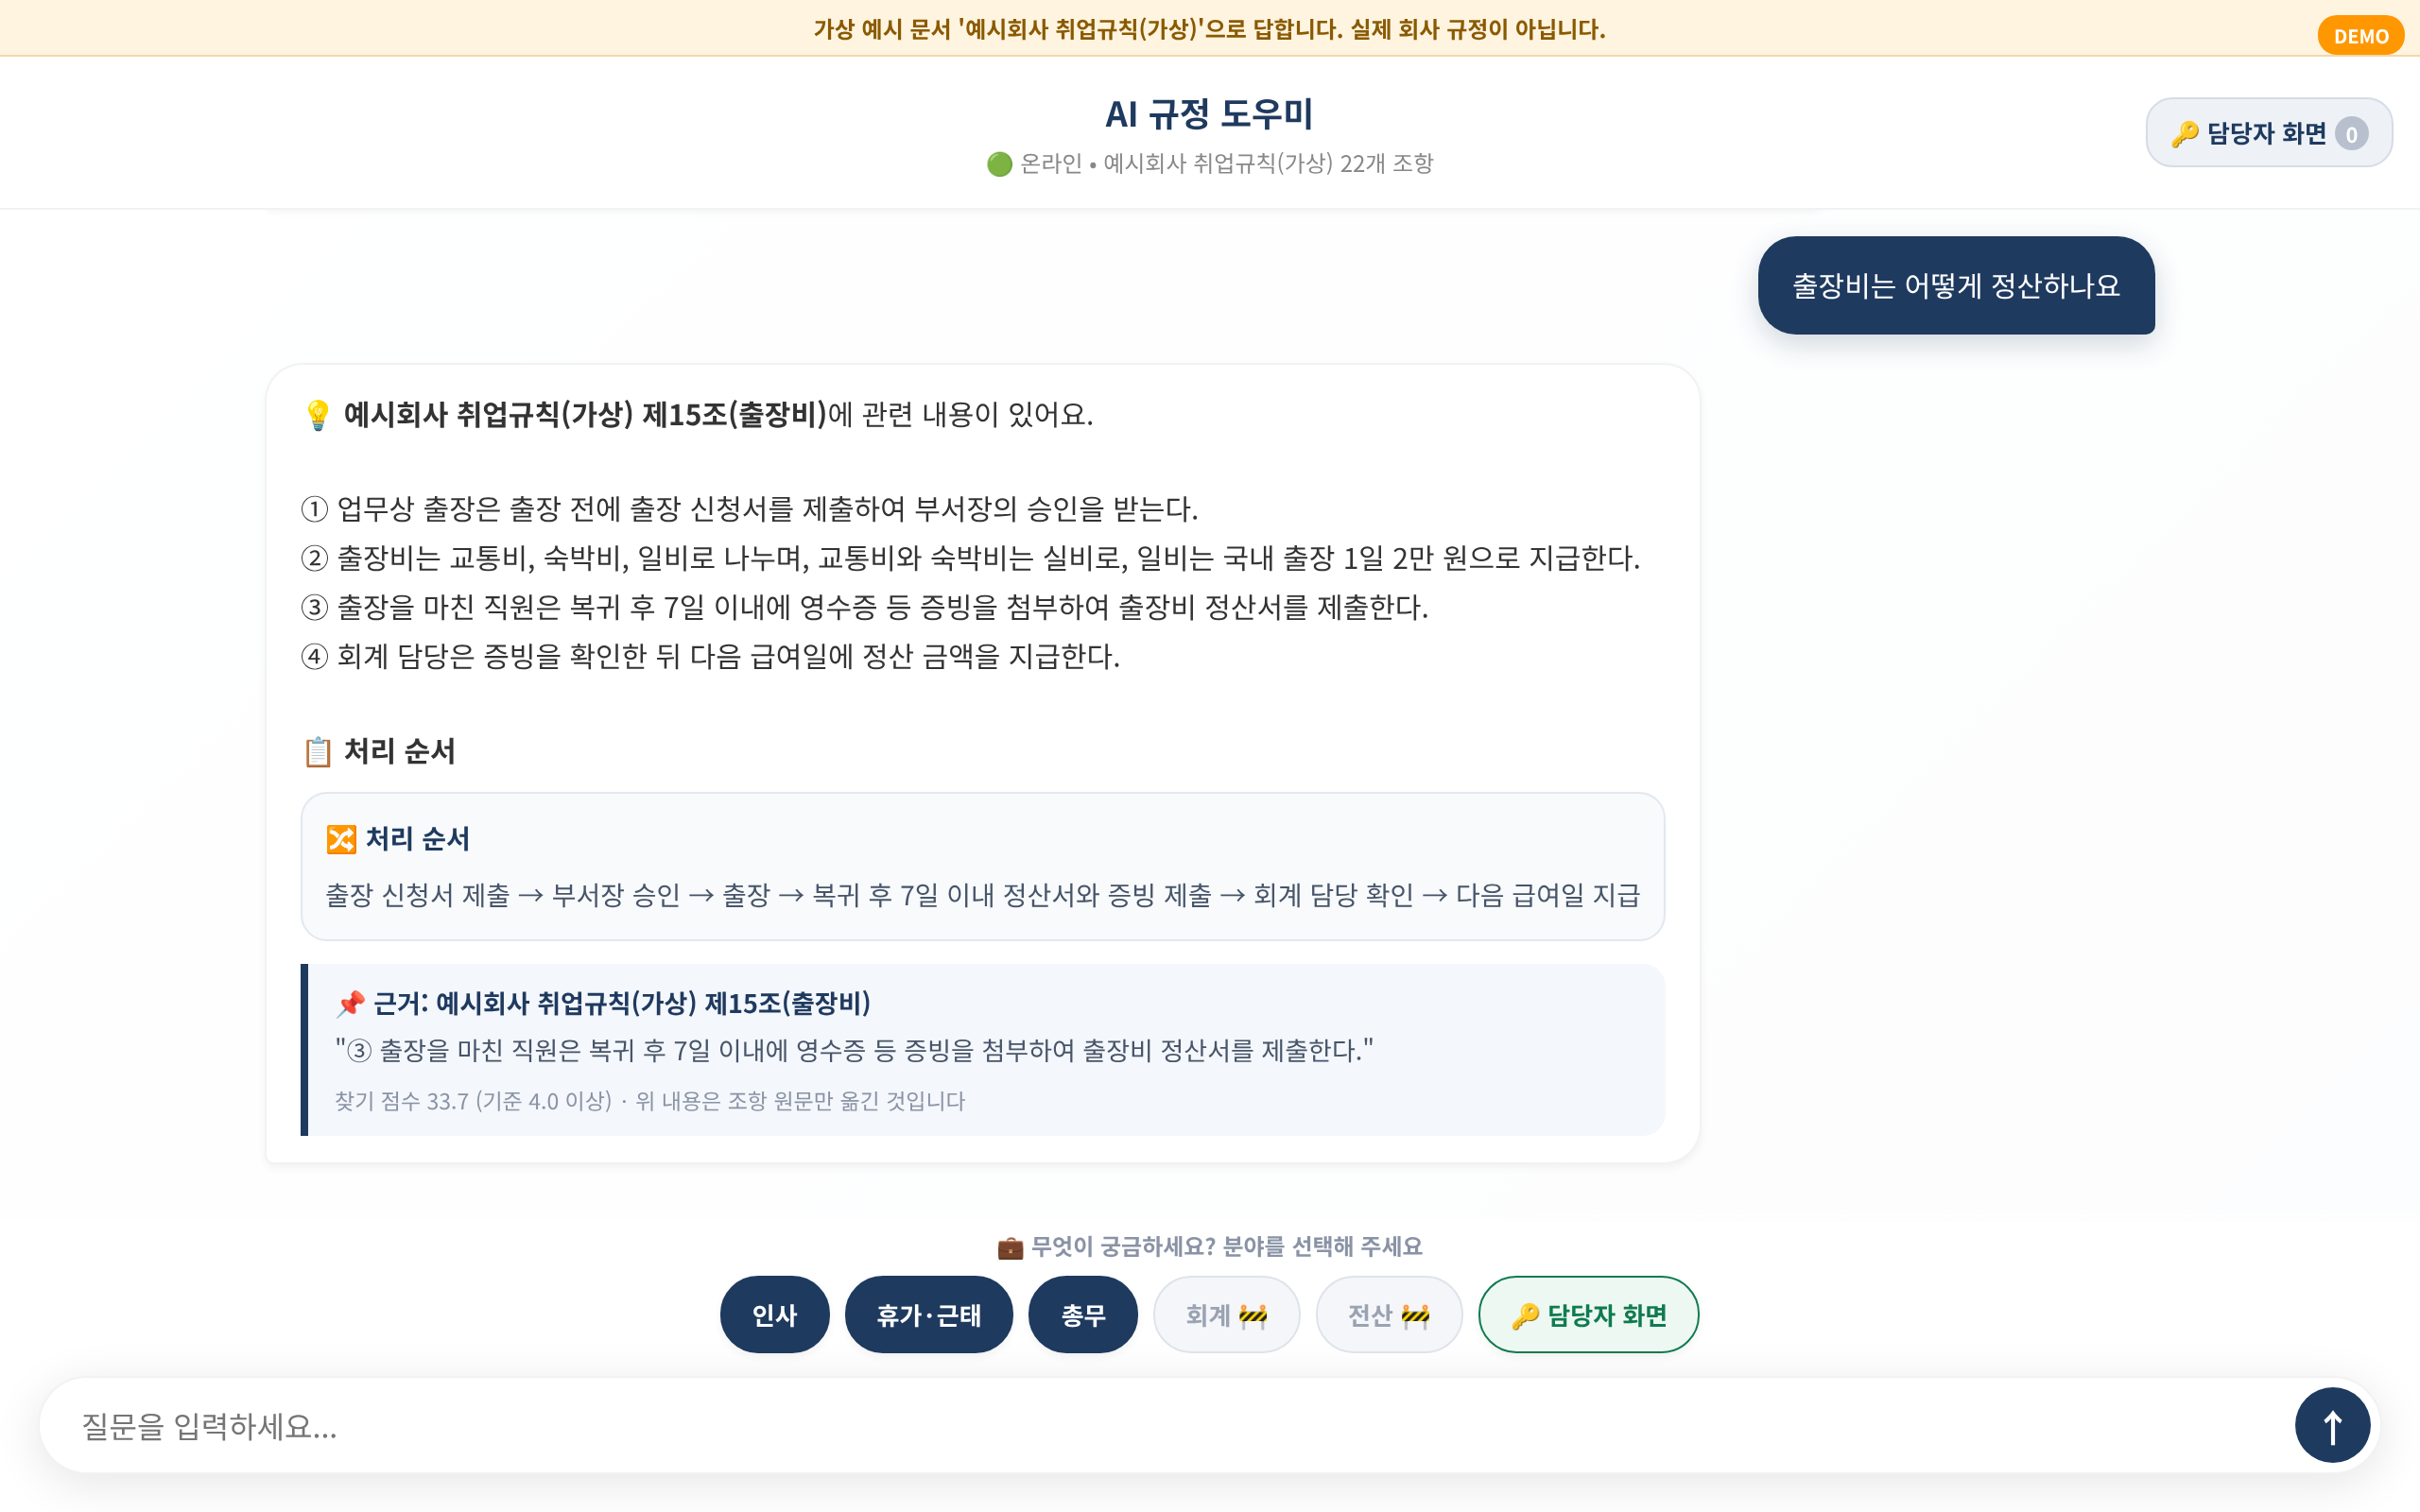 가상 예시 문서 '예시회사 취업규칙(가상)'으로 답합니다. 실제 회사 규정이 아닙니다.
DEMO
AI 규정 도우미
온라인 • 예시회사 취업규칙(가상) 22개 조항
담당자 화면 0
출장비는 어떻게 정산하나요
예시회사 취업규칙(가상) 제15조(출장비)에 관련 내용이 있어요.
① 업무상 출장은 출장 전에 출장 신청서를 제출하여 부서장의 승인을 받는다.
② 출장비는 교통비, 숙박비, 일비로 나누며, 교통비와 숙박비는 실비로, 일비는 국내 출장 1일 2만 원으로 지급한다.
③ 출장을 마친 직원은 복귀 후 7일 이내에 영수증 등 증빙을 첨부하여 출장비 정산서를 제출한다.
④ 회계 담당은 증빙을 확인한 뒤 다음 급여일에 정산 금액을 지급한다.
처리 순서
처리 순서
출장 신청서 제출 → 부서장 승인 → 출장 → 복귀 후 7일 이내 정산서와 증빙 제출 → 회계 담당 확인 → 다음 급여일 지급
근거: 예시회사 취업규칙(가상) 제15조(출장비)
"③ 출장을 마친 직원은 복귀 후 7일 이내에 영수증 등 증빙을 첨부하여 출장비 정산서를 제출한다."
찾기 점수 33.7 (기준 4.0 이상) · 위 내용은 조항 원문만 옮긴 것입니다
무엇이 궁금하세요? 분야를 선택해 주세요
인사 휴가·근태 총무 회계 전산 담당자 화면
질문을 입력하세요...